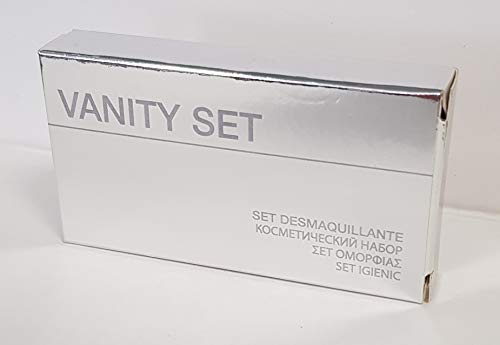 VANITY SET
SET DESMAQUILLANTE
КОСМЕТИЧЕСКИЙ НАБОР
ΣΕΤ ΟΜΟΡΦΙΑΣ
SET IGIENIC